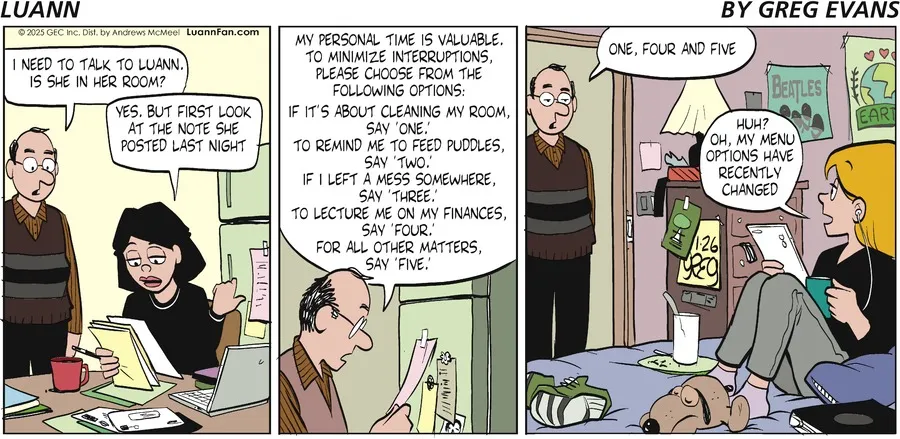 LUANN
BY GREG EVANS
© 2025 GEC Inc. Dist. by Andrews McMeel LuannFan.com
I NEED TO TALK TO LUANN.
IS SHE IN HER ROOM?
YES. BUT FIRST LOOK
AT THE NOTE SHE
POSTED LAST NIGHT
MY PERSONAL TIME IS VALUABLE.
TO MINIMIZE INTERRUPTIONS,
PLEASE CHOOSE FROM THE
FOLLOWING OPTIONS:
IF IT'S ABOUT CLEANING MY ROOM,
SAY 'ONE.'
TO REMIND ME TO FEED PUDDLES,
SAY 'TWO.'
IF I LEFT A MESS SOMEWHERE,
SAY 'THREE.'
TO LECTURE ME ON MY FINANCES,
SAY 'FOUR.'
FOR ALL OTHER MATTERS,
SAY 'FIVE.'
ONE, FOUR AND FIVE
BEATLES
EART
HUH?
OH, MY MENU
OPTIONS HAVE
RECENTLY
CHANGED
1·26
GREG